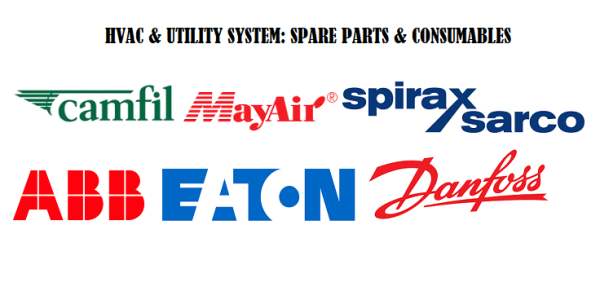 HVAC & UTILITY SYSTEM: SPARE PARTS & CONSUMABLES
camfil MayAir® spirax sarco
ABB EATON Danfoss